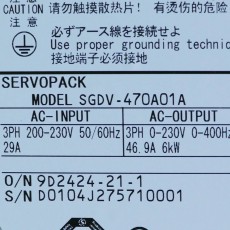 注意
CAUTION 请勿触摸散热片！ 有烫伤的危险
必ずアース線を接続せよ
Use proper grounding techni
接地端子必须接地
SERVOPACK
MODEL SGDV-470A01A
AC-INPUT AC-OUTPUT
3PH 200-230V 50/60Hz 3PH 0-230V 0-400Hz
29A 46.9A 6kW
O/N 9D2424-21-1
S/N D0104J275710001